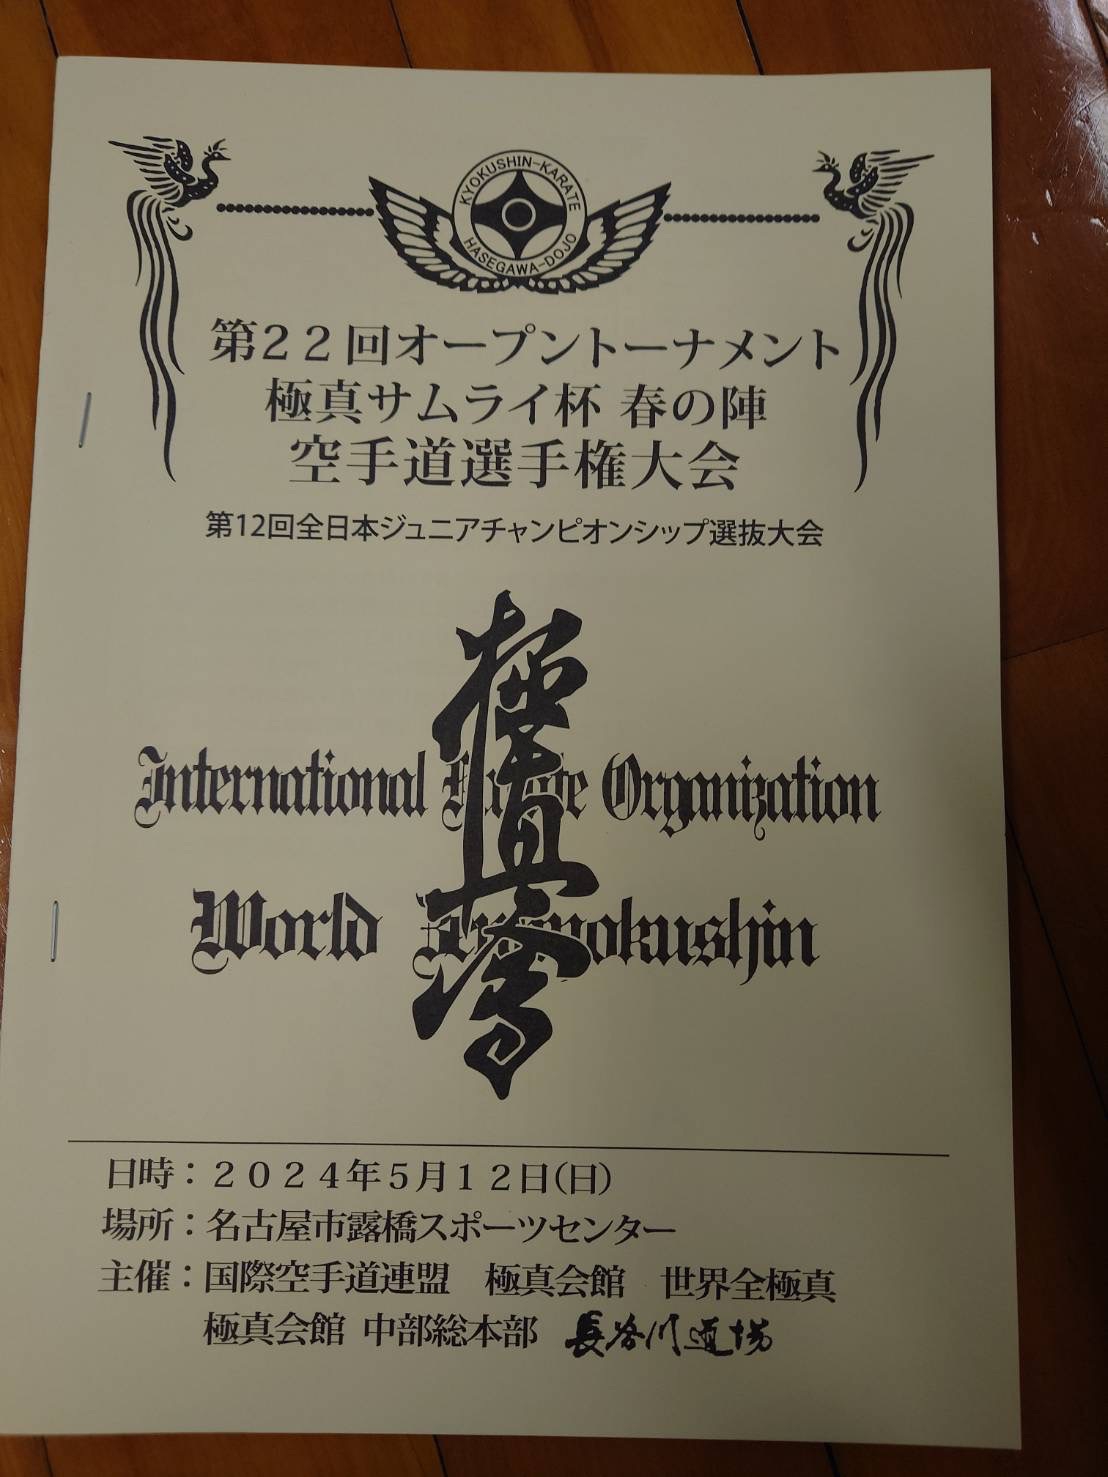 KYOKUSHIN-KARATE
HASEGAWA-DOJO
第２２回オープントーナメント
極真サムライ杯 春の陣
空手道選手権大会
第12回全日本ジュニアチャンピオンシップ選抜大会
極真會
International Karate Organization
World Kyokushin
日時：２０２４年５月１２日(日)
場所：名古屋市露橋スポーツセンター
主催：国際空手道連盟　極真会館　世界全極真
極真会館 中部総本部 長谷川道場